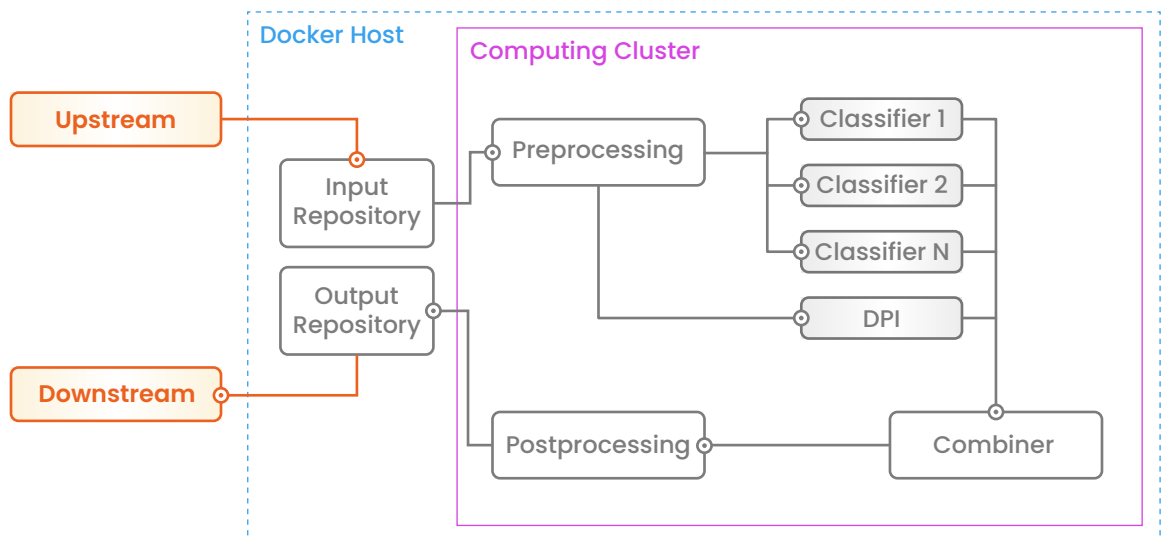 Docker Host
Computing Cluster
Upstream
Input
Repository
Preprocessing
Classifier 1
Classifier 2
Classifier N
DPI
Output
Repository
Downstream
Postprocessing
Combiner